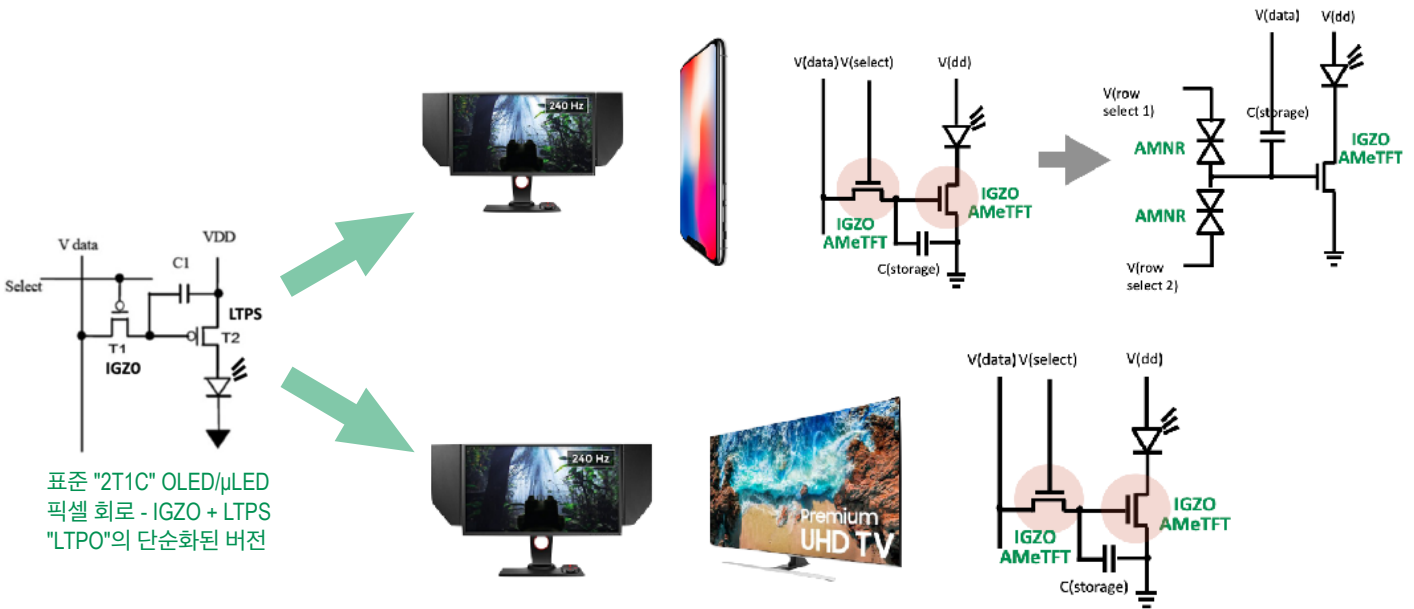 V data
VDD
C1
Select
LTPS
T2
T1
IGZO
표준 "2T1C" OLED/μLED
픽셀 회로 - IGZO + LTPS
"LTPO"의 단순화된 버전
240 Hz
V(data) V(select)
V(dd)
IGZO
AMeTFT
IGZO
AMeTFT
C(storage)
V(data)
V(dd)
V(row
select 1)
C(storage)
AMNR
IGZO
AMeTFT
AMNR
V(row
select 2)
240 Hz
Premium
UHD TV
V(data) V(select)
V(dd)
IGZO
AMeTFT
IGZO
AMeTFT
C(storage)